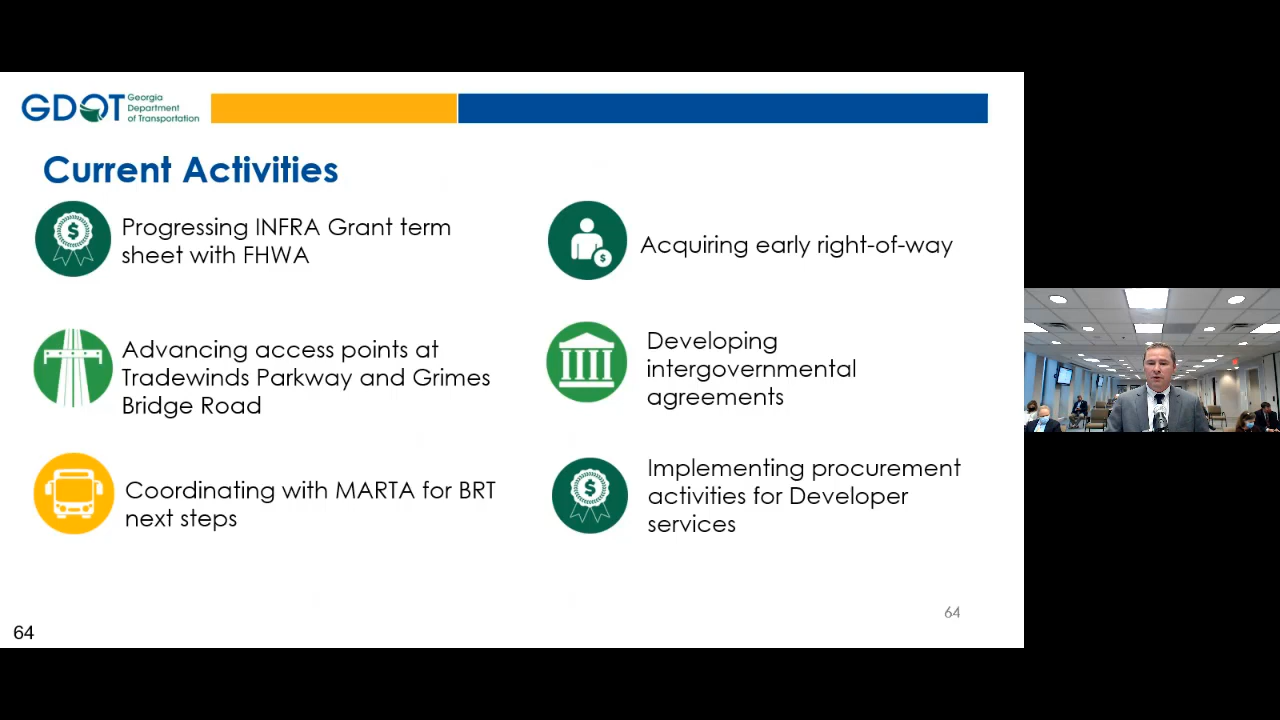 GDOT
Georgia
Department
of Transportation
Current Activities
$
Progressing INFRA Grant term
sheet with FHWA
Advancing access points at
Tradewinds Parkway and Grimes
Bridge Road
Coordinating with MARTA for BRT
next steps
$
Acquiring early right-of-way
Developing
intergovernmental
agreements
$
Implementing procurement
activities for Developer
services
64
64